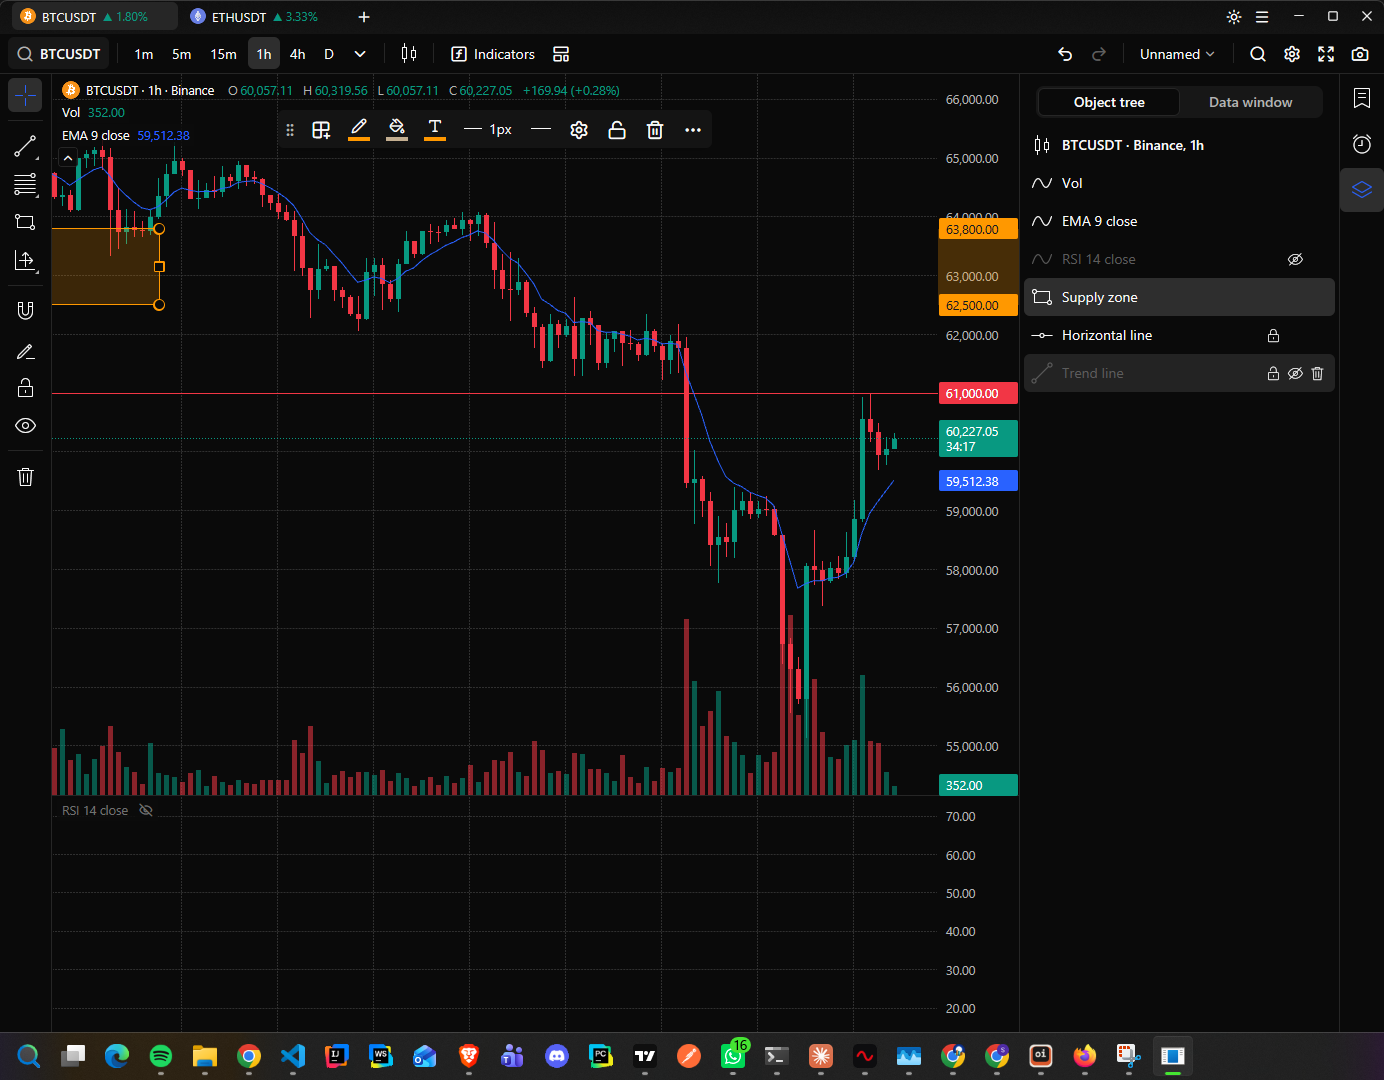 BTCUSDT 1.80% ETHUSDT 3.33%
BTCUSDT 1m 5m 15m 1h 4h D Indicators Unnamed
BTCUSDT · 1h · Binance O 60,057.11 H 60,319.56 L 60,057.11 C 60,227.05 +169.94 (+0.28%)
Vol 352.00
EMA 9 close 59,512.38
T 1px
66,000.00
65,000.00
64,000.00
63,800.00
63,000.00
62,500.00
62,000.00
61,000.00
60,227.05
34:17
59,512.38
59,000.00
58,000.00
57,000.00
56,000.00
55,000.00
352.00
RSI 14 close
70.00
60.00
50.00
40.00
30.00
20.00
Object tree Data window
BTCUSDT · Binance, 1h
Vol
EMA 9 close
RSI 14 close
Supply zone
Horizontal line
Trend line
IJ WS O T PC 16 S oi